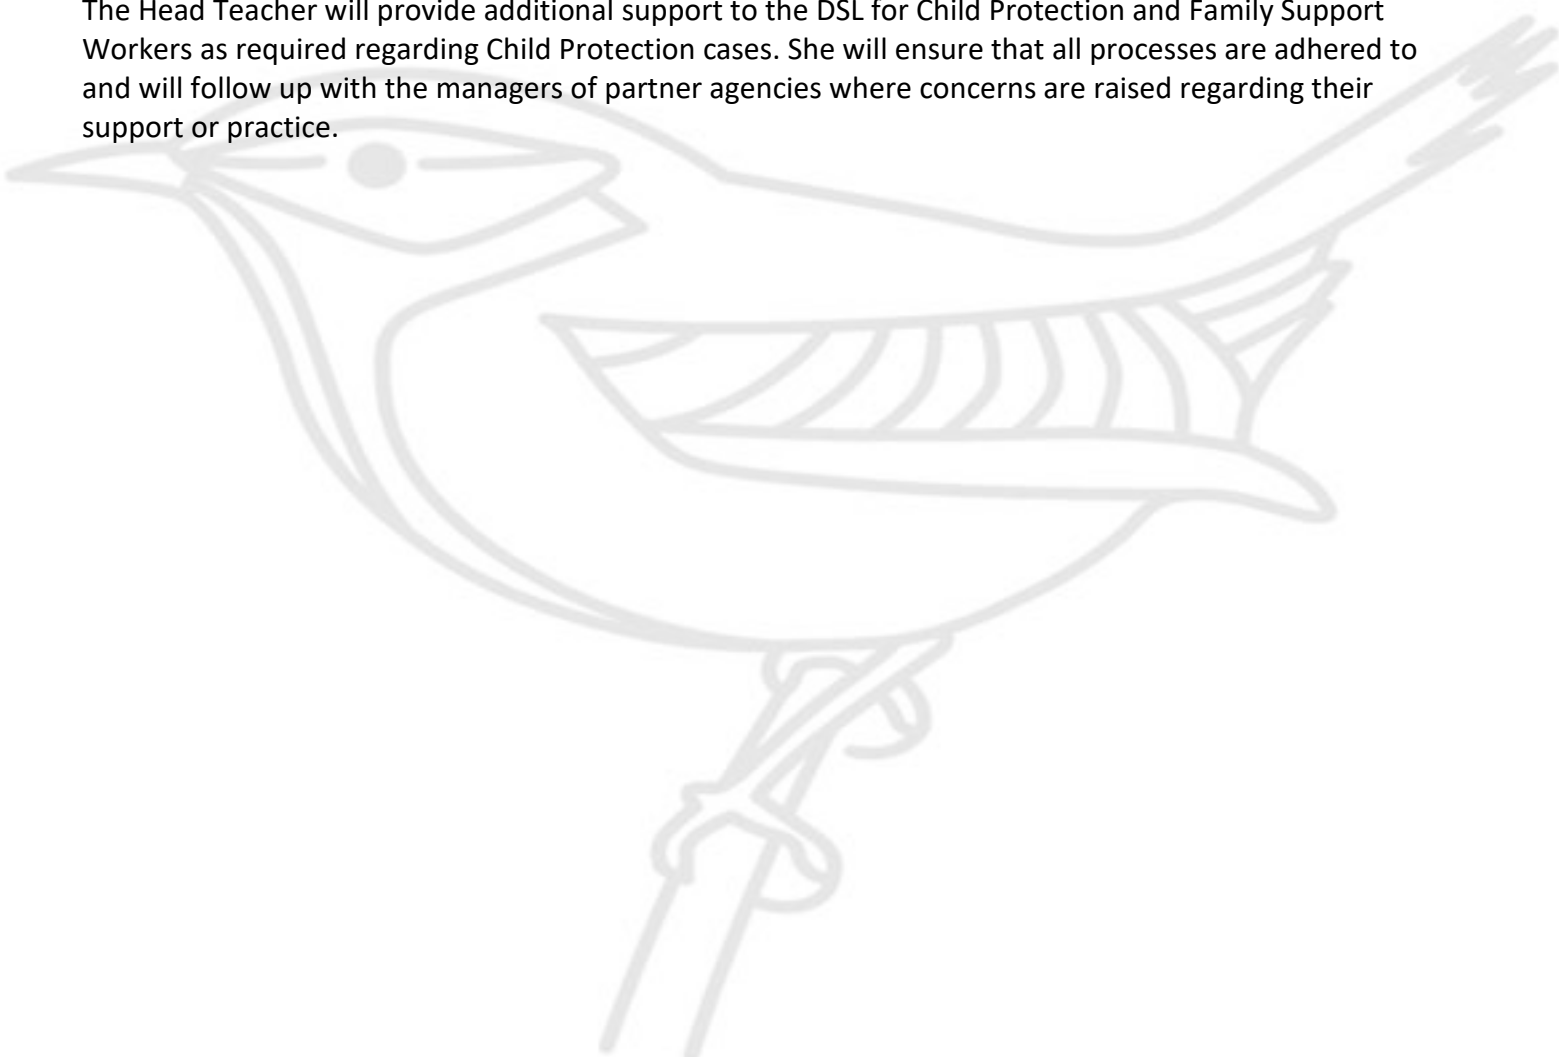 The Head Teacher will provide additional support to the DSL for Child Protection and Family Support
Workers as required regarding Child Protection cases. She will ensure that all processes are adhered to
and will follow up with the managers of partner agencies where concerns are raised regarding their
support or practice.